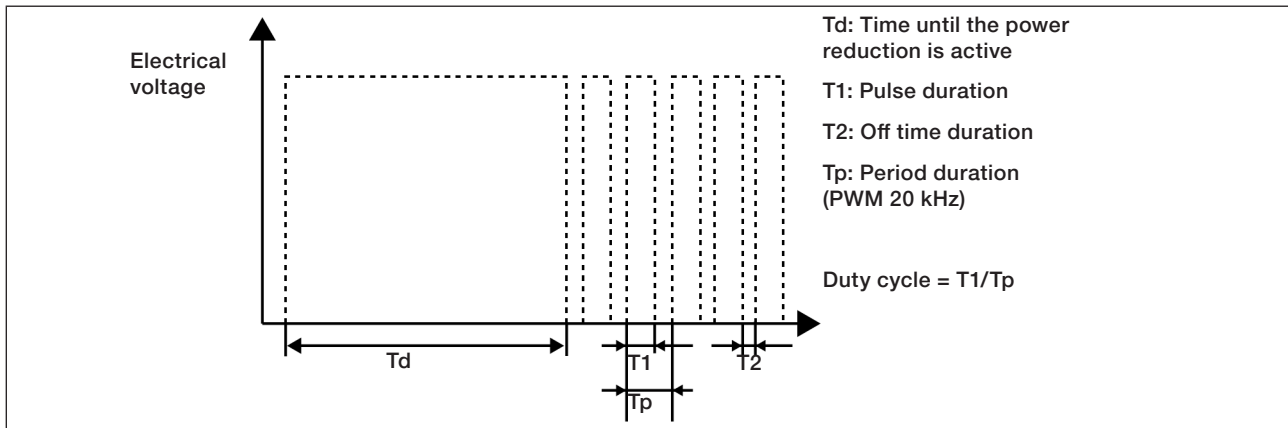 Electrical
voltage
Td: Time until the power
reduction is active
T1: Pulse duration
T2: Off time duration
Tp: Period duration
(PWM 20 kHz)
Duty cycle = T1/Tp
Td
T1
T2
Tp